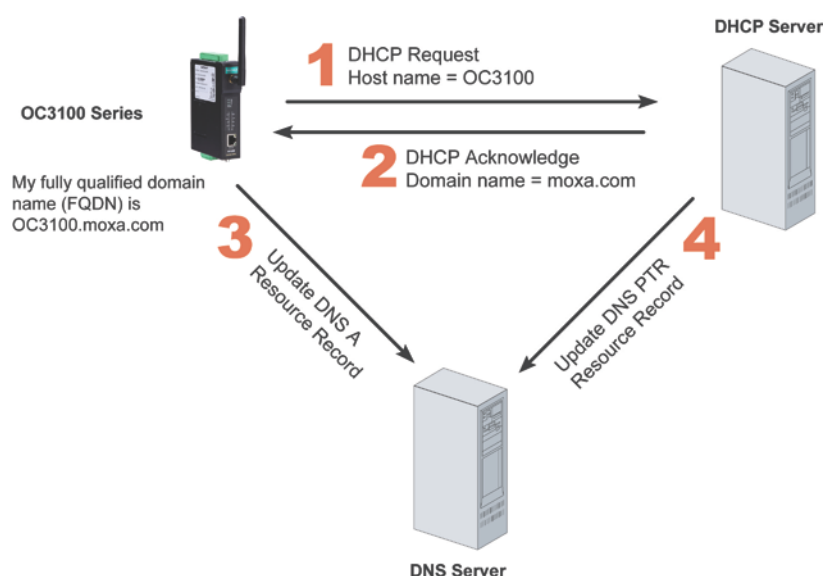 DHCP Server
1
DHCP Request
Host name = OC3100
OC3100 Series
2
DHCP Acknowledge
Domain name = moxa.com
My fully qualified domain
name (FQDN) is
OC3100.moxa.com
3
Update DNS A
Resource Record
4
Update DNS PTR
Resource Record
DNS Server